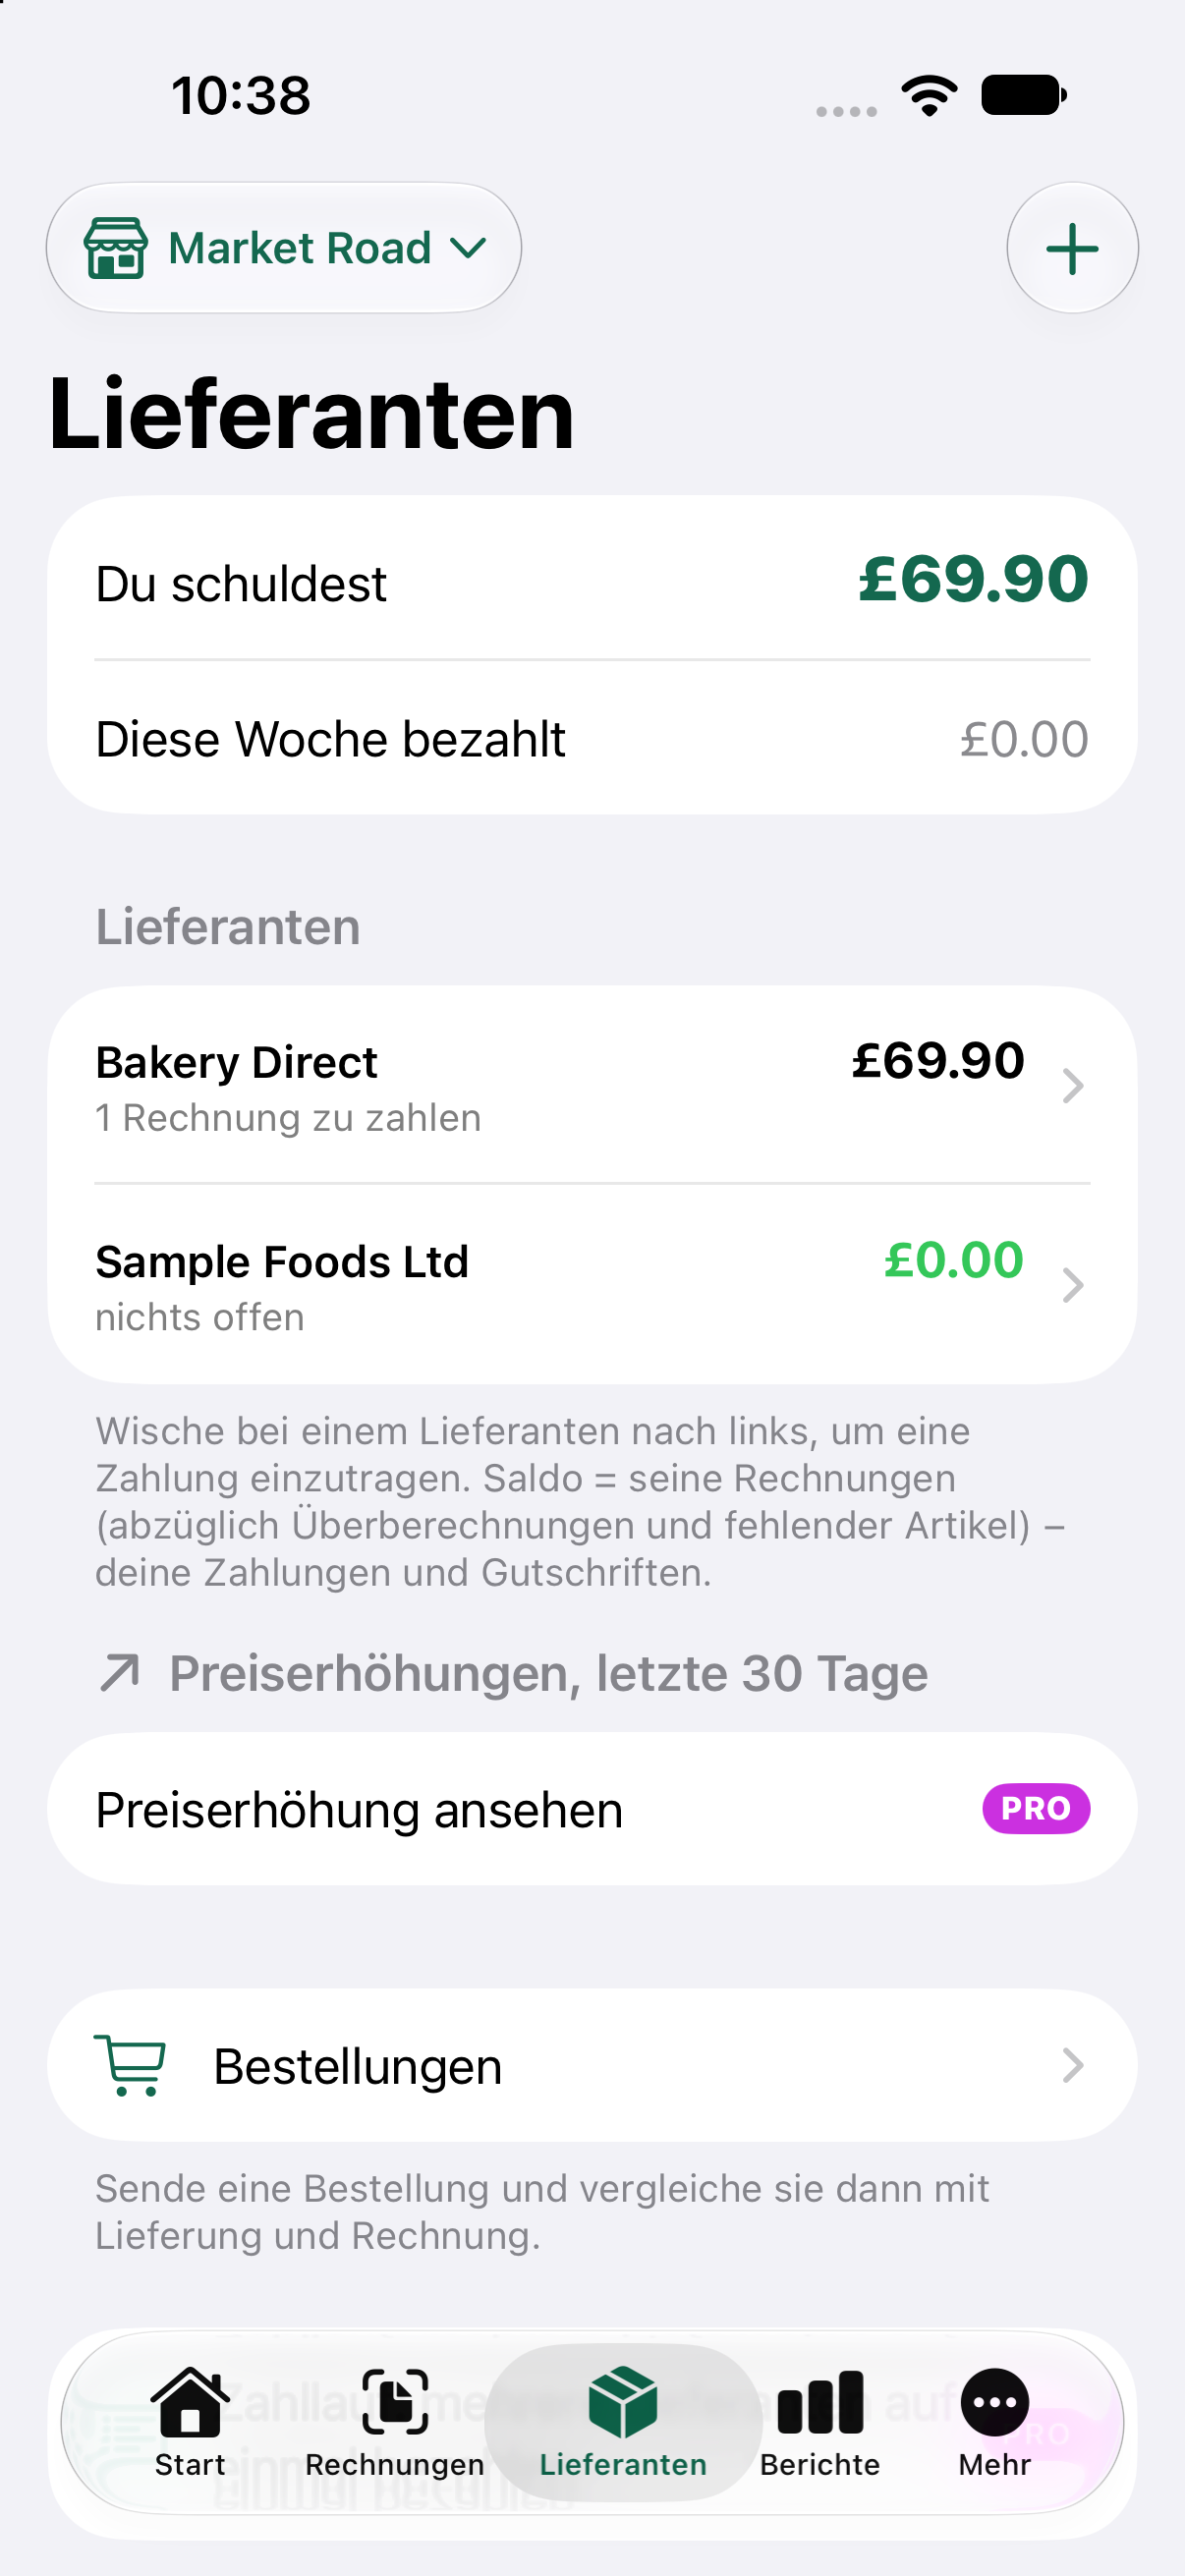 10:38
Market Road
Lieferanten
Du schuldest £69.90
Diese Woche bezahlt £0.00
Lieferanten
Bakery Direct £69.90
1 Rechnung zu zahlen
Sample Foods Ltd £0.00
nichts offen
Wische bei einem Lieferanten nach links, um eine
Zahlung einzutragen. Saldo = seine Rechnungen
(abzüglich Überberechnungen und fehlender Artikel) –
deine Zahlungen und Gutschriften.
Preiserhöhungen, letzte 30 Tage
Preiserhöhung ansehen PRO
Bestellungen
Sende eine Bestellung und vergleiche sie dann mit
Lieferung und Rechnung.
Start Rechnungen Lieferanten Berichte Mehr